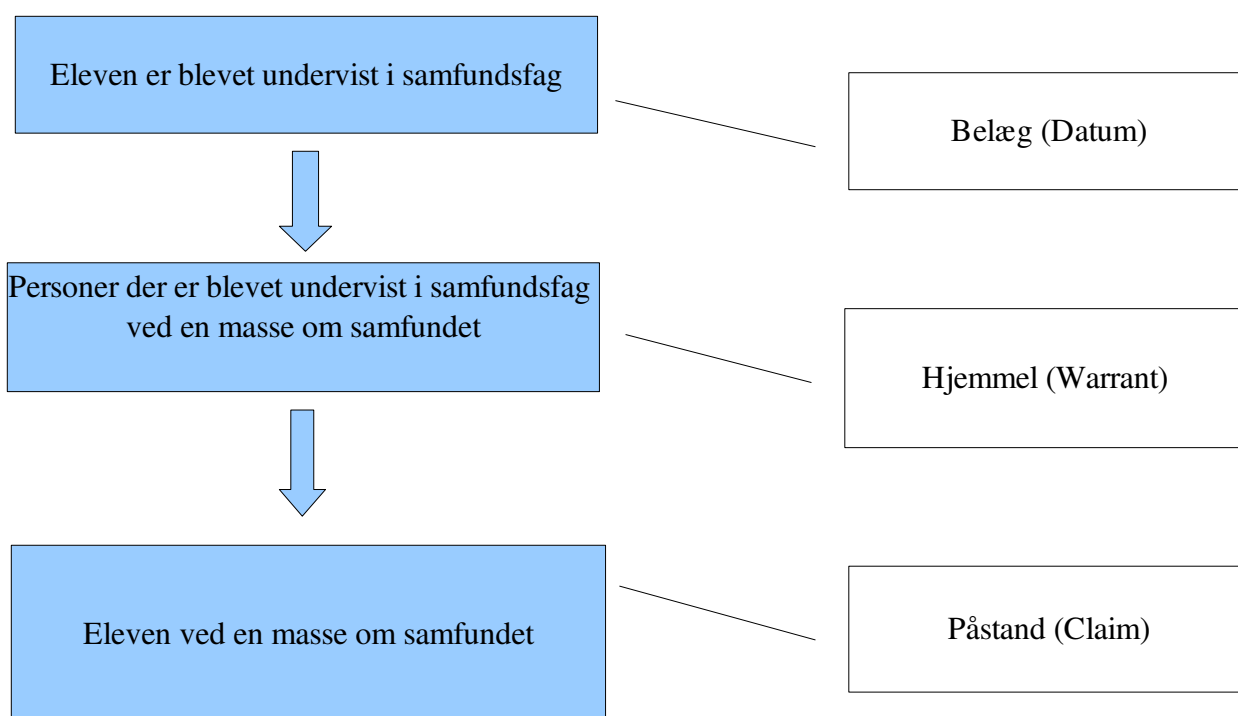 Eleven er blevet undervist i samfundsfag
Belæg (Datum)
Personer der er blevet undervist i samfundsfag
ved en masse om samfundet
Hjemmel (Warrant)
Eleven ved en masse om samfundet
Påstand (Claim)